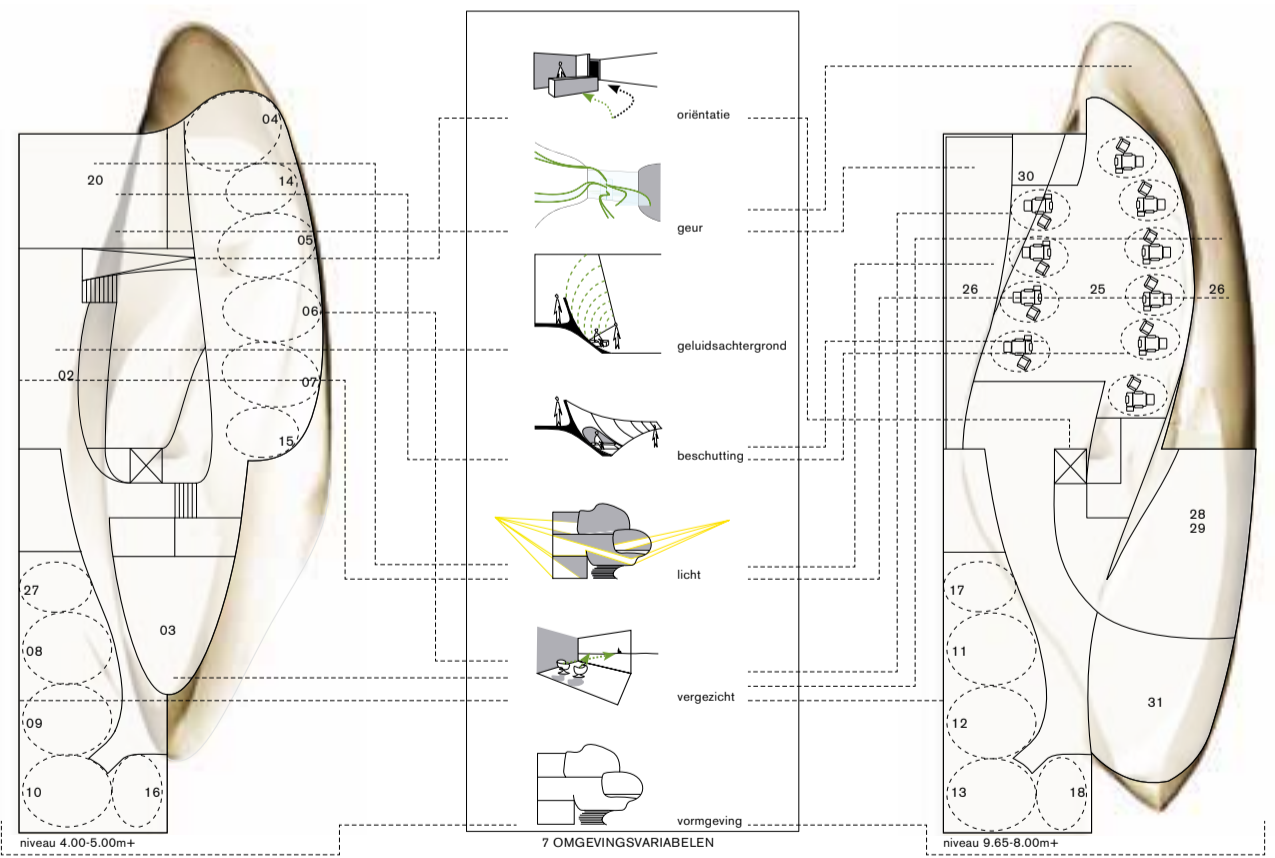 04
20
14
05
06
02
07
15
27
03
08
09
10
16
niveau 4.00-5.00m+
oriëntatie
geur
geluidsachtergrond
beschutting
licht
vergezicht
vormgeving
7 OMGEVINGSVARIABELEN
30
26
25
26
28
29
17
11
12
31
13
18
niveau 9.65-8.00m+